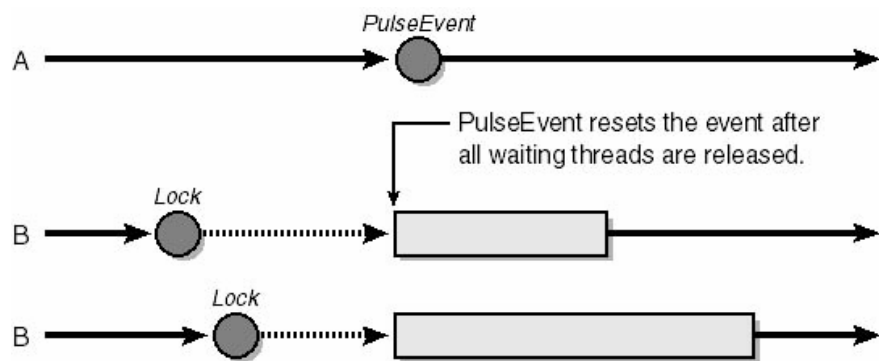 PulseEvent
A
PulseEvent resets the event after
all waiting threads are released.
Lock
B
Lock
B